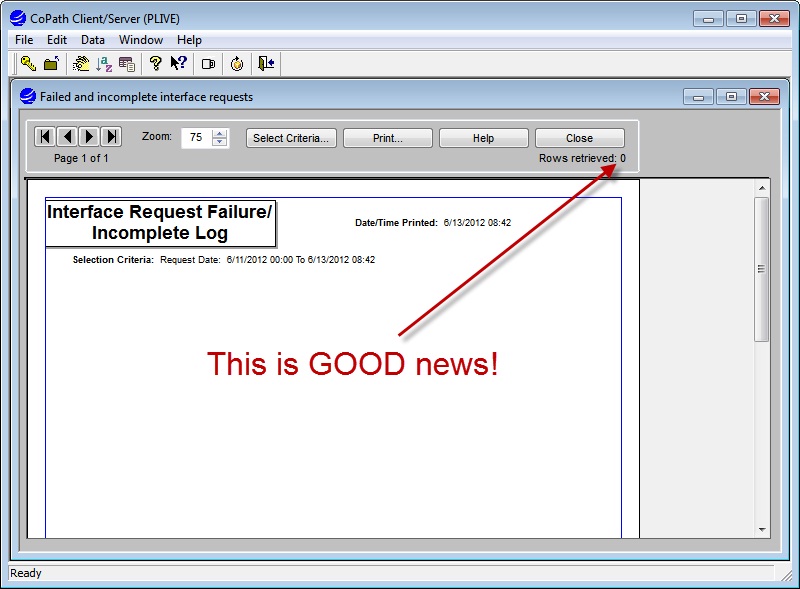 CoPath Client/Server (PLIVE)
File Edit Data Window Help
Failed and incomplete interface requests
Zoom: 75 Select Criteria... Print... Help Close
Page 1 of 1 Rows retrieved: 0
Interface Request Failure/
Incomplete Log
Date/Time Printed: 6/13/2012 08:42
Selection Criteria: Request Date: 6/11/2012 00:00 To 6/13/2012 08:42
This is GOOD news!
Ready